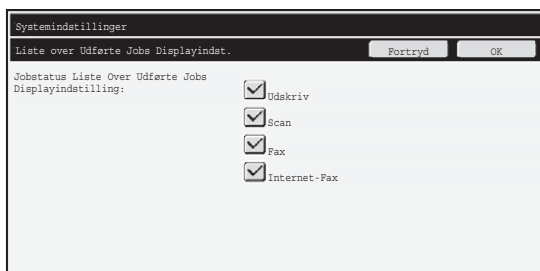 Systemindstillinger
Liste over Udførte Jobs Displayindst. Fortryd OK
Jobstatus Liste Over Udførte Jobs
Displayindstilling:
Udskriv
Scan
Fax
Internet-Fax